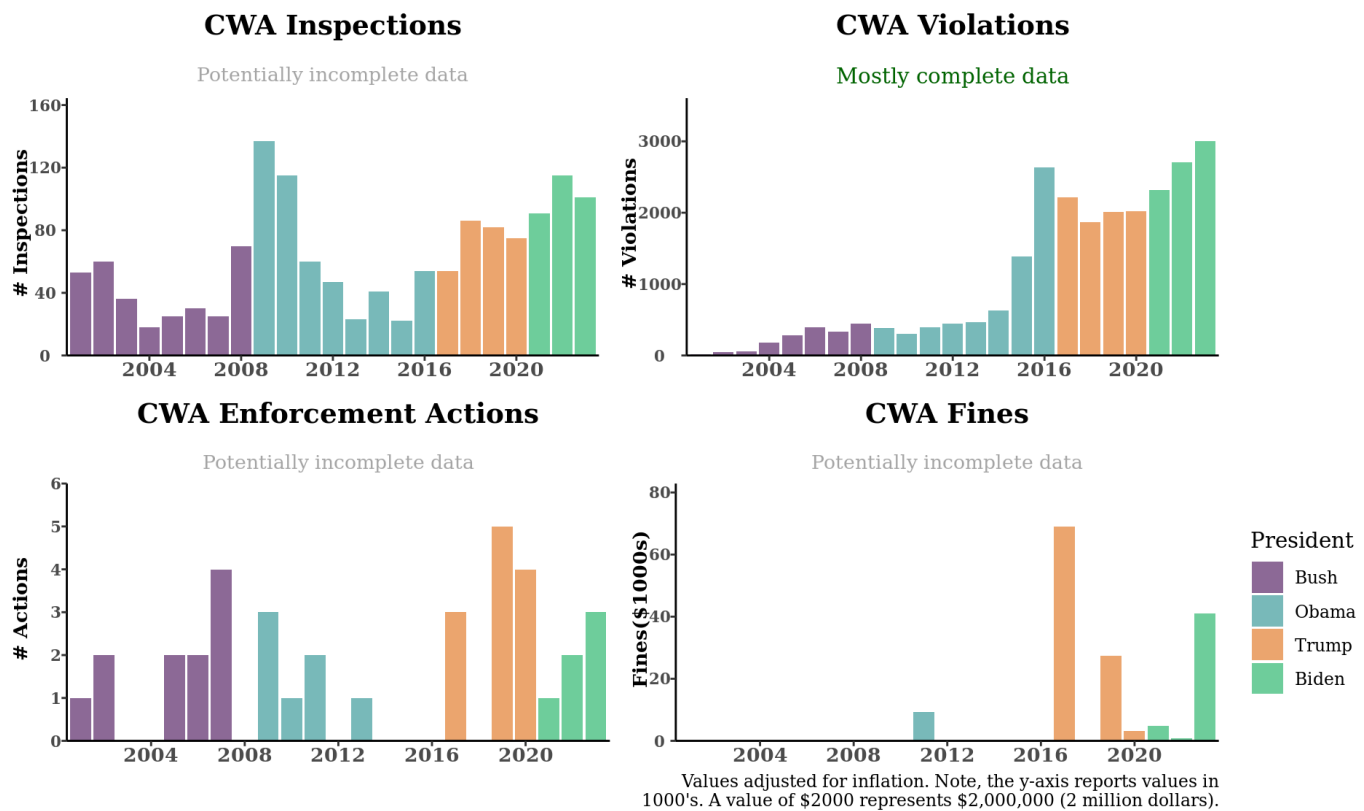 CWA Inspections
Potentially incomplete data
160
120
80
40
0
# Inspections
2004
2008
2012
2016
2020
CWA Violations
Mostly complete data
3000
2000
1000
0
# Violations
2004
2008
2012
2016
2020
CWA Enforcement Actions
Potentially incomplete data
6
5
4
3
2
1
0
# Actions
2004
2008
2012
2016
2020
CWA Fines
Potentially incomplete data
80
60
40
20
0
Fines($1000s)
2004
2008
2012
2016
2020
President
Bush
Obama
Trump
Biden
Values adjusted for inflation. Note, the y-axis reports values in
1000's. A value of $2000 represents $2,000,000 (2 million dollars).